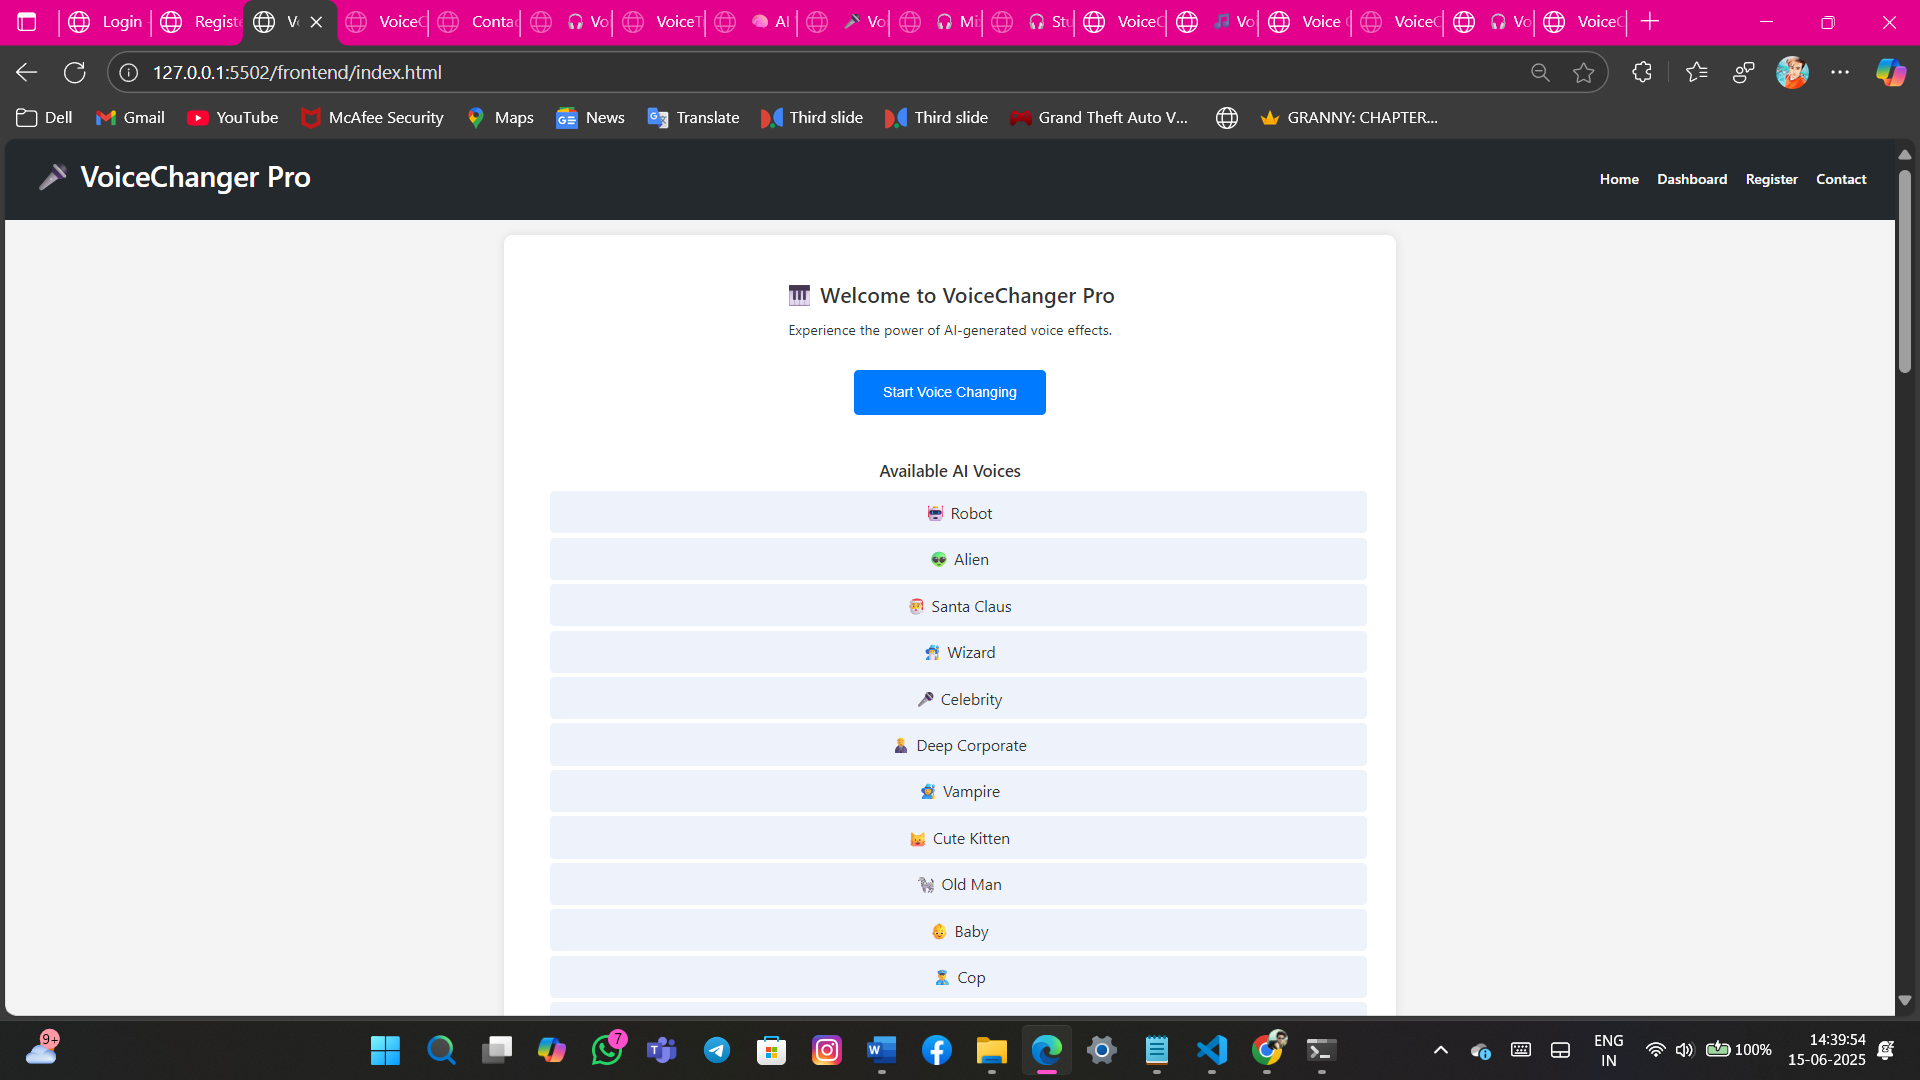 Login
Registe
Vo
VoiceC
Contac
Vo
VoiceT
AI
Vo
Mi
Stu
VoiceC
Vo
Voice
VoiceC
Vo
VoiceC
127.0.0.1:5502/frontend/index.html
Dell
Gmail
YouTube
McAfee Security
Maps
News
Translate
Third slide
Third slide
Grand Theft Auto V...
GRANNY: CHAPTER...
VoiceChanger Pro
Home
Dashboard
Register
Contact
Welcome to VoiceChanger Pro
Experience the power of AI-generated voice effects.
Start Voice Changing
Available AI Voices
Robot
Alien
Santa Claus
Wizard
Celebrity
Deep Corporate
Vampire
Cute Kitten
Old Man
Baby
Cop
9+
7
ENG
IN
100%
14:39:54
15-06-2025